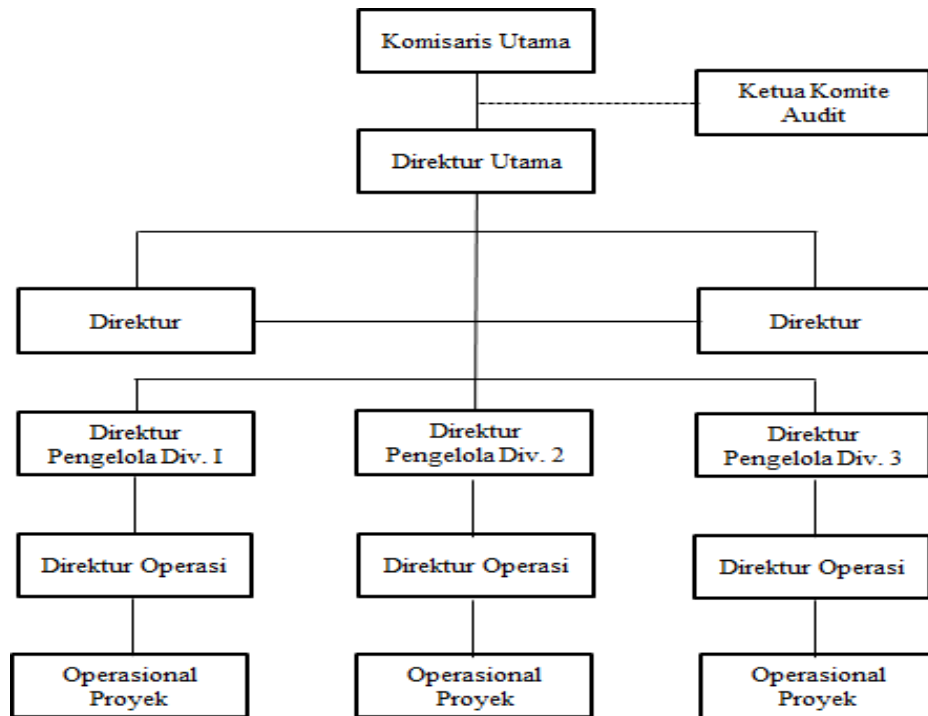 Komisaris Utama
Ketua Komite
Audit
Direktur Utama
Direktur
Direktur
Direktur
Pengelola Div. I
Direktur
Pengelola Div. 2
Direktur
Pengelola Div. 3
Direktur Operasi
Direktur Operasi
Direktur Operasi
Operasional
Proyek
Operasional
Proyek
Operasional
Proyek